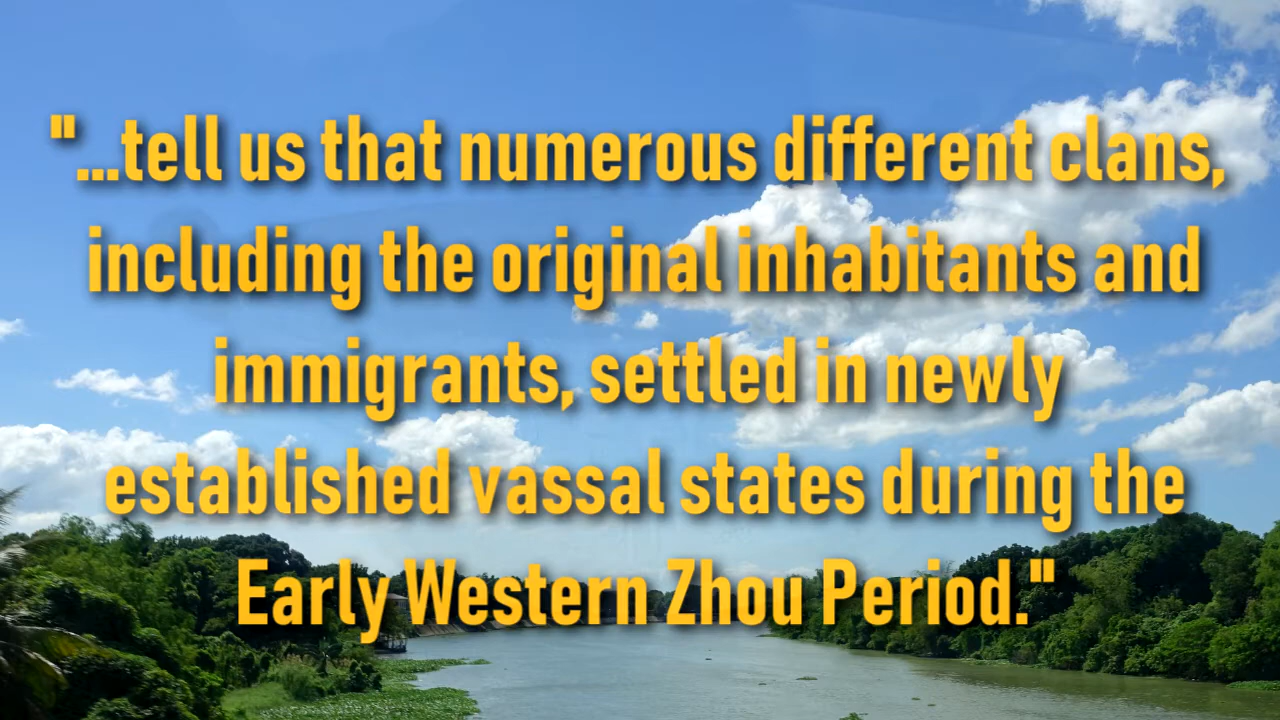 "...tell us that numerous different clans,
including the original inhabitants and
immigrants, settled in newly
established vassal states during the
Early Western Zhou Period."